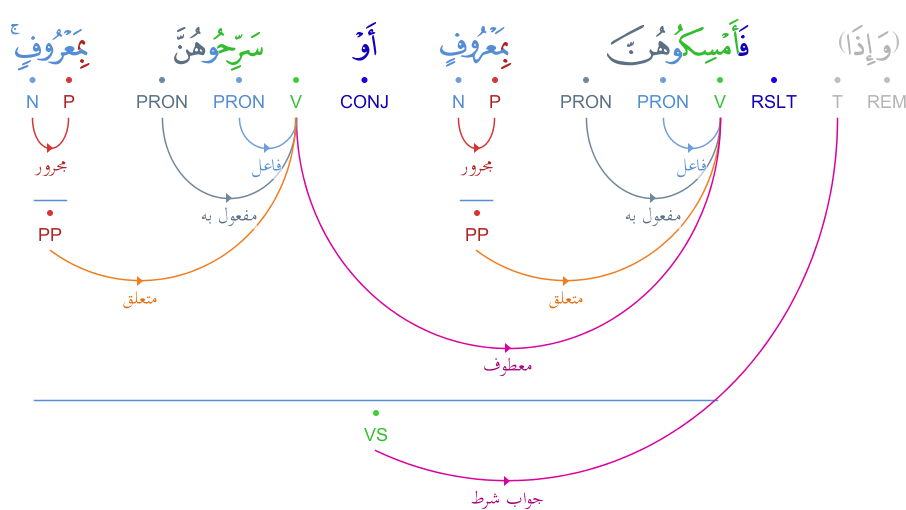 (وَإِذَا) فَأَمْسِكُوهُنَّ بِمَعْرُوفٍ أَوْ سَرِّحُوهُنَّ بِمَعْرُوفٍ ۚ
REM T RSLT V PRON PRON P N CONJ V PRON PRON P N
فاعل مجرور فاعل مجرور
مفعول به مفعول به
PP PP
متعلق متعلق
معطوف
VS
جواب شرط